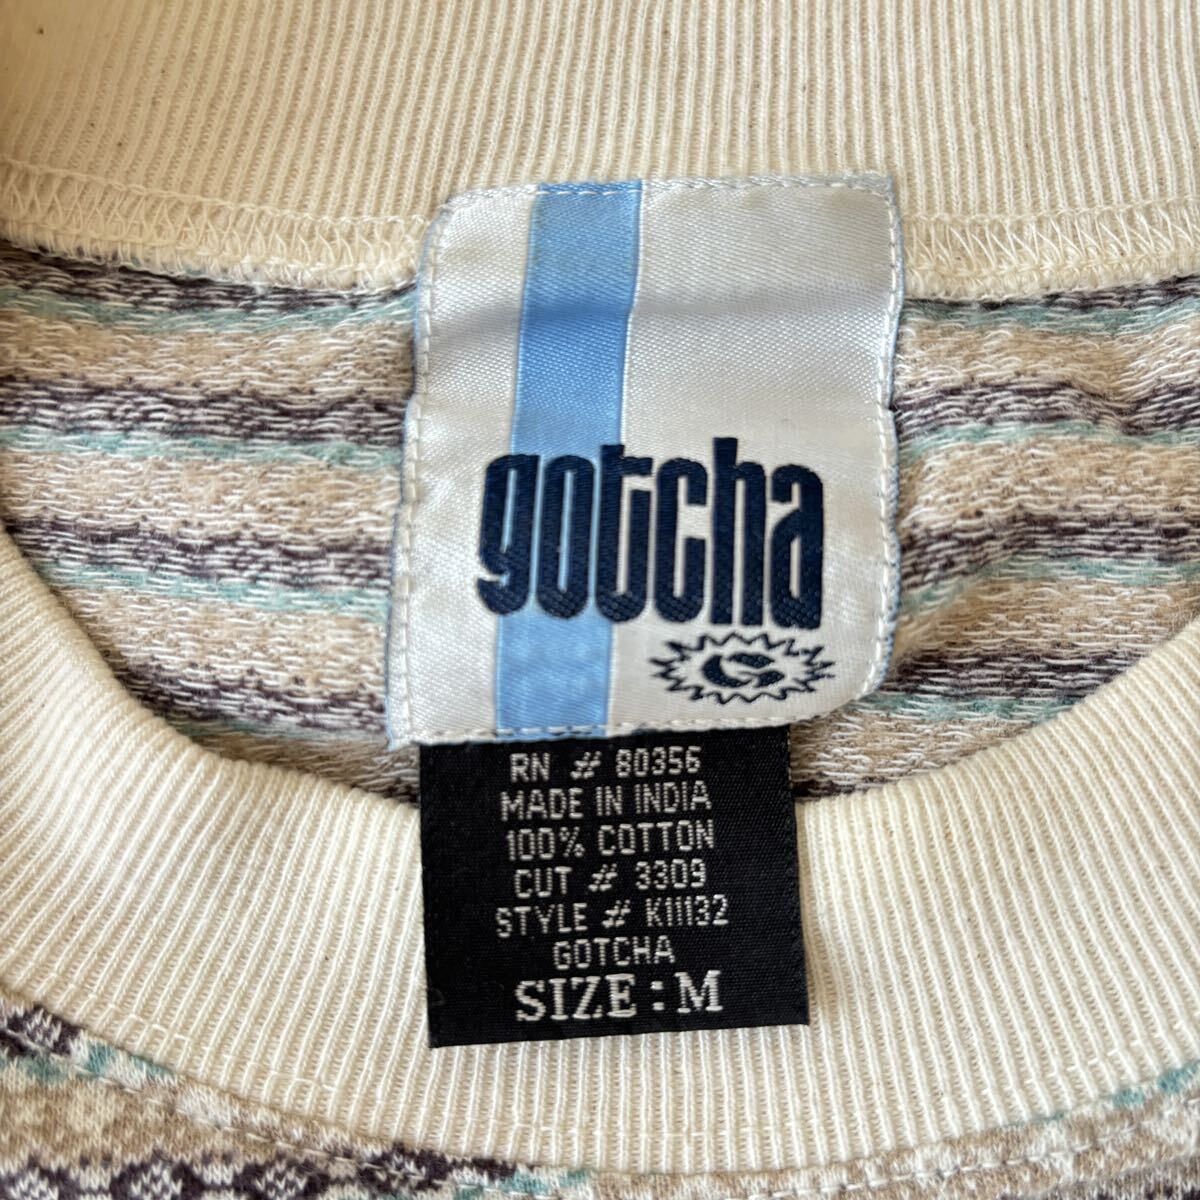 gotcha
G
RN # 80356
MADE IN INDIA
100% COTTON
CUT # 3309
STYLE # K11132
GOTCHA
SIZE : M